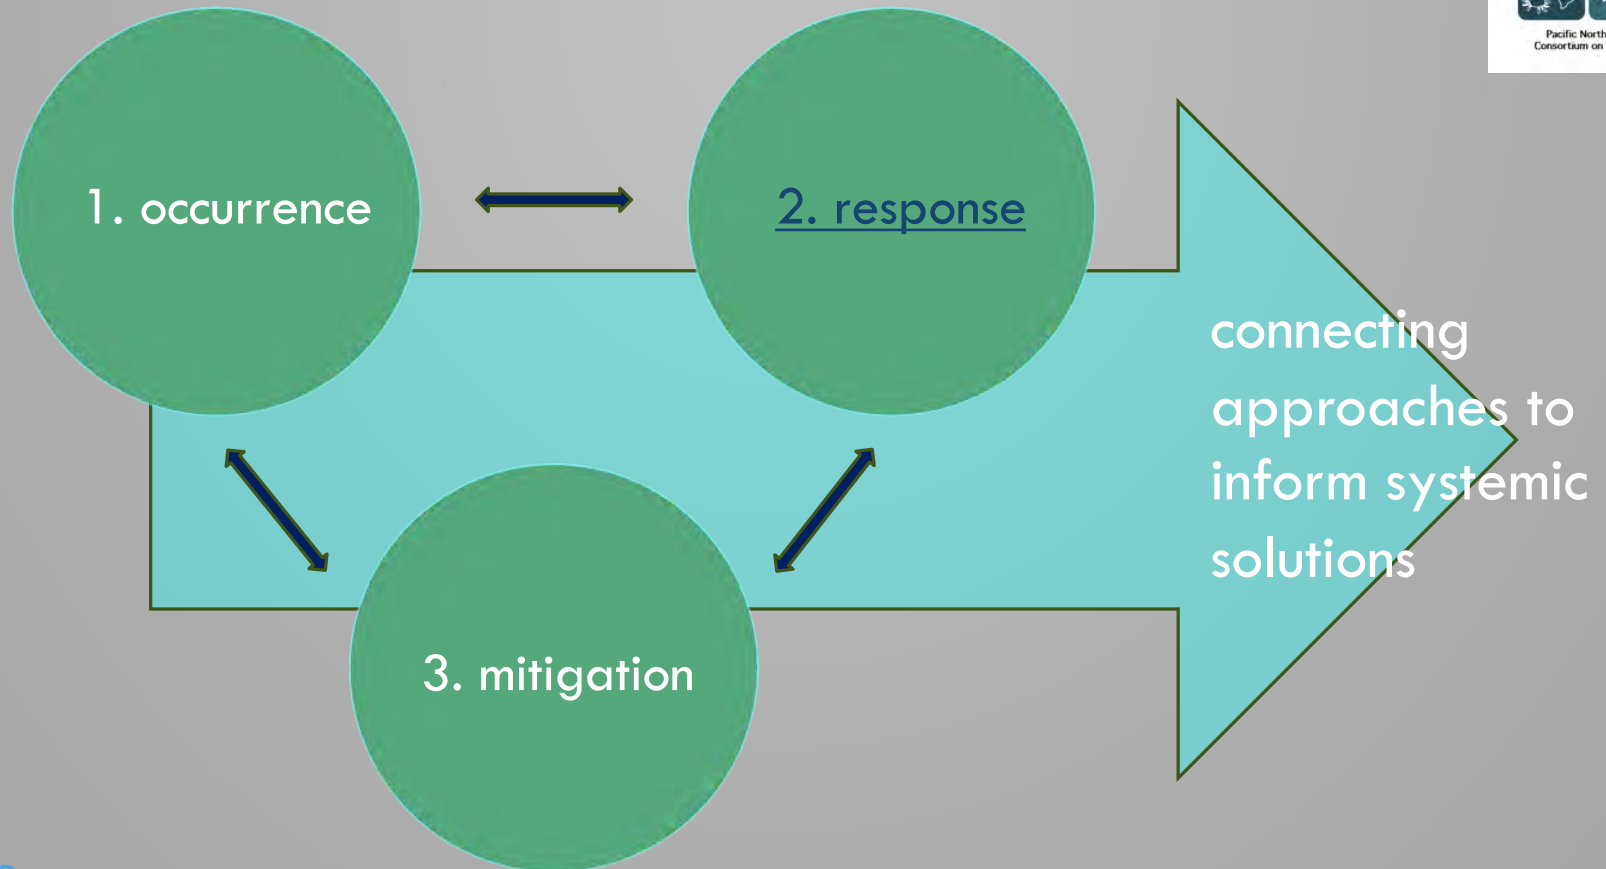 Pacific North
Consortium on
1. occurrence
2. response
connecting
approaches to
inform systemic
solutions
3. mitigation